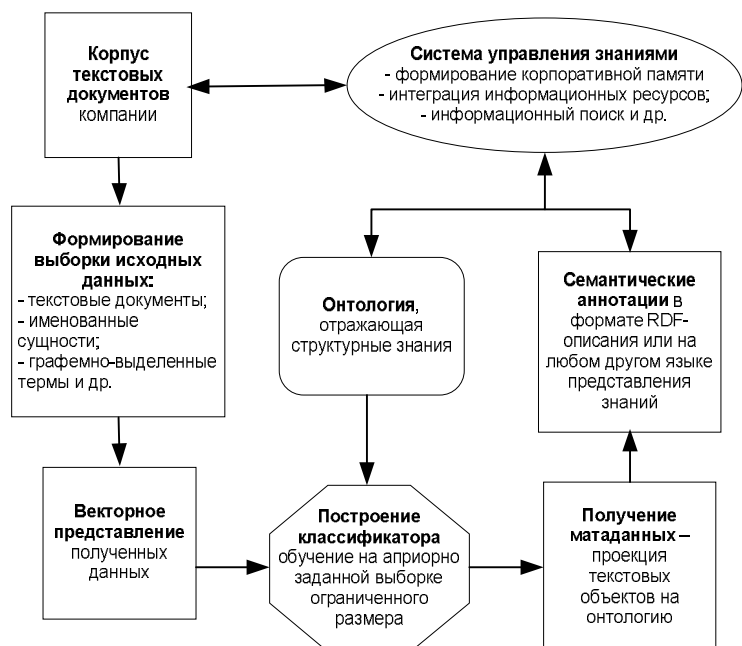 Корпус
текстовых
документов
компании
Система управления знаниями
- формирование корпоративной памяти
- интеграция информационных ресурсов;
- информационный поиск и др.
Формирование
выборки исходных
данных:
- текстовые документы;
- именованные
сущности;
- графемно-выделенные
термы и др.
Онтология,
отражающая
структурные знания
Семантические
аннотации в
формате RDF-
описания или на
любом другом языке
представления
знаний
Векторное
представление
полученных
данных
Построение
классификатора
обучение на априорно
заданной выборке
ограниченного
размера
Получение
матаданных –
проекция
текстовых
объектов на
онтологию